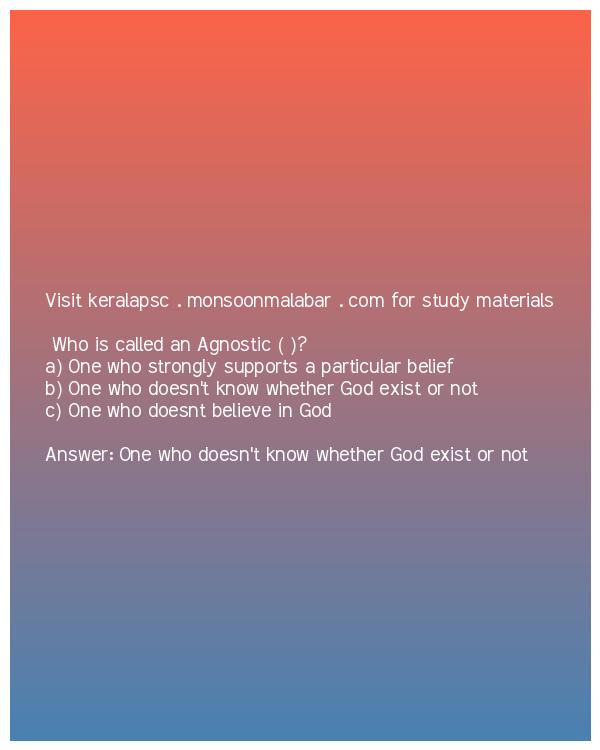 Visit keralapsc . monsoonmalabar . com for study materials
Who is called an Agnostic ( )?
a) One who strongly supports a particular belief
b) One who doesn't know whether God exist or not
c) One who doesnt believe in God
Answer: One who doesn't know whether God exist or not